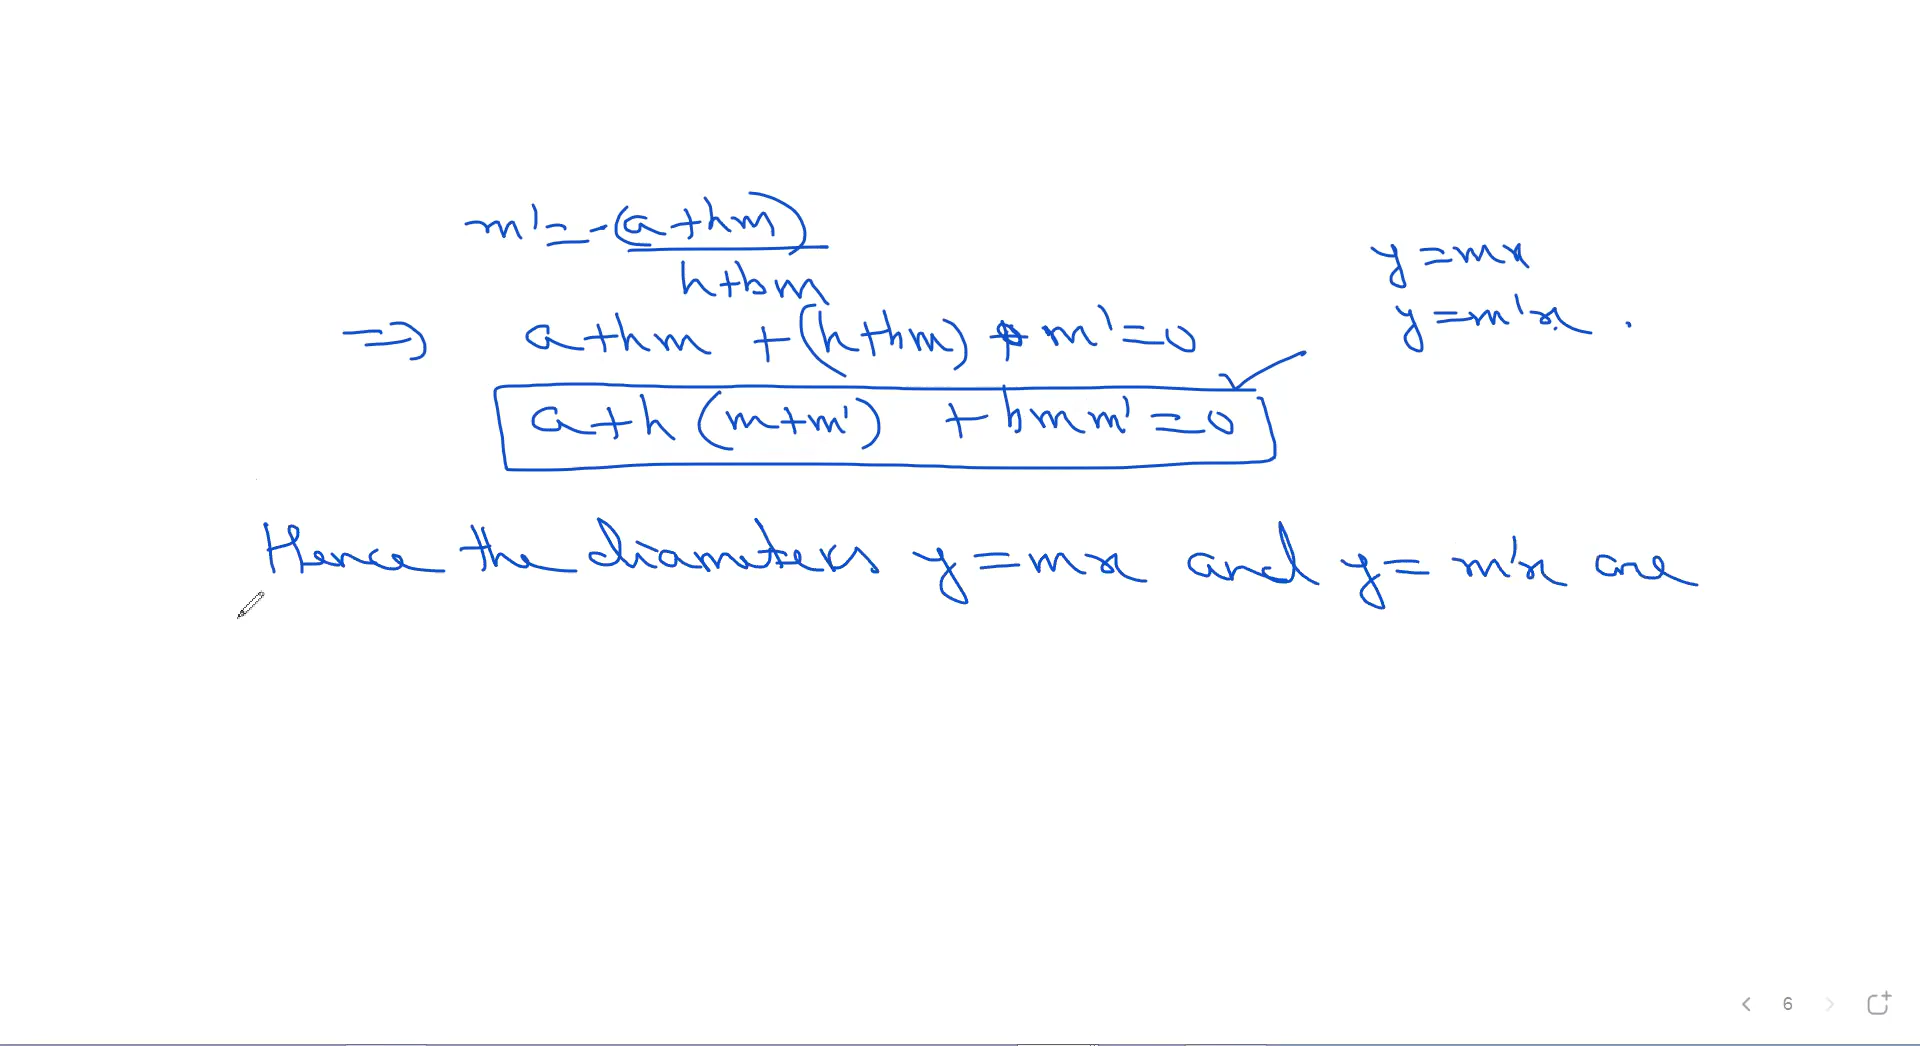 m' = -(a+hm)
h+bm
y=mx
y=m'x.
⇒ a+hm +(h+bm) m'=0
a+h (m+m') +bmm'=0
Hence the diameters y=mx and y=m'x are
6